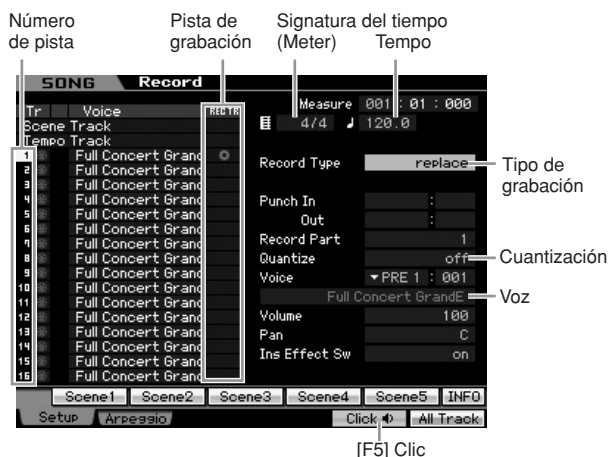 Número de pista
Pista de grabación
Signatura del tiempo (Meter)
Tempo
SONG Record
Tr Voice REC TR
Scene Track
Tempo Track
1 Full Concert Grand
2 Full Concert Grand
3 Full Concert Grand
4 Full Concert Grand
5 Full Concert Grand
6 Full Concert Grand
7 Full Concert Grand
8 Full Concert Grand
9 Full Concert Grand
10 Full Concert Grand
11 Full Concert Grand
12 Full Concert Grand
13 Full Concert Grand
14 Full Concert Grand
15 Full Concert Grand
16 Full Concert Grand
Measure 001 : 01 : 000
4/4 ♩ 120.0
Record Type replace
Punch In :
Out :
Record Part 1
Quantize off
Voice ▼PRE 1 : 001
Full Concert GrandE
Volume 100
Pan C
Ins Effect Sw on
Tipo de grabación
Cuantización
Voz
Scene1 Scene2 Scene3 Scene4 Scene5 INFO
Setup Arpeggio Click All Track
[F5] Clic